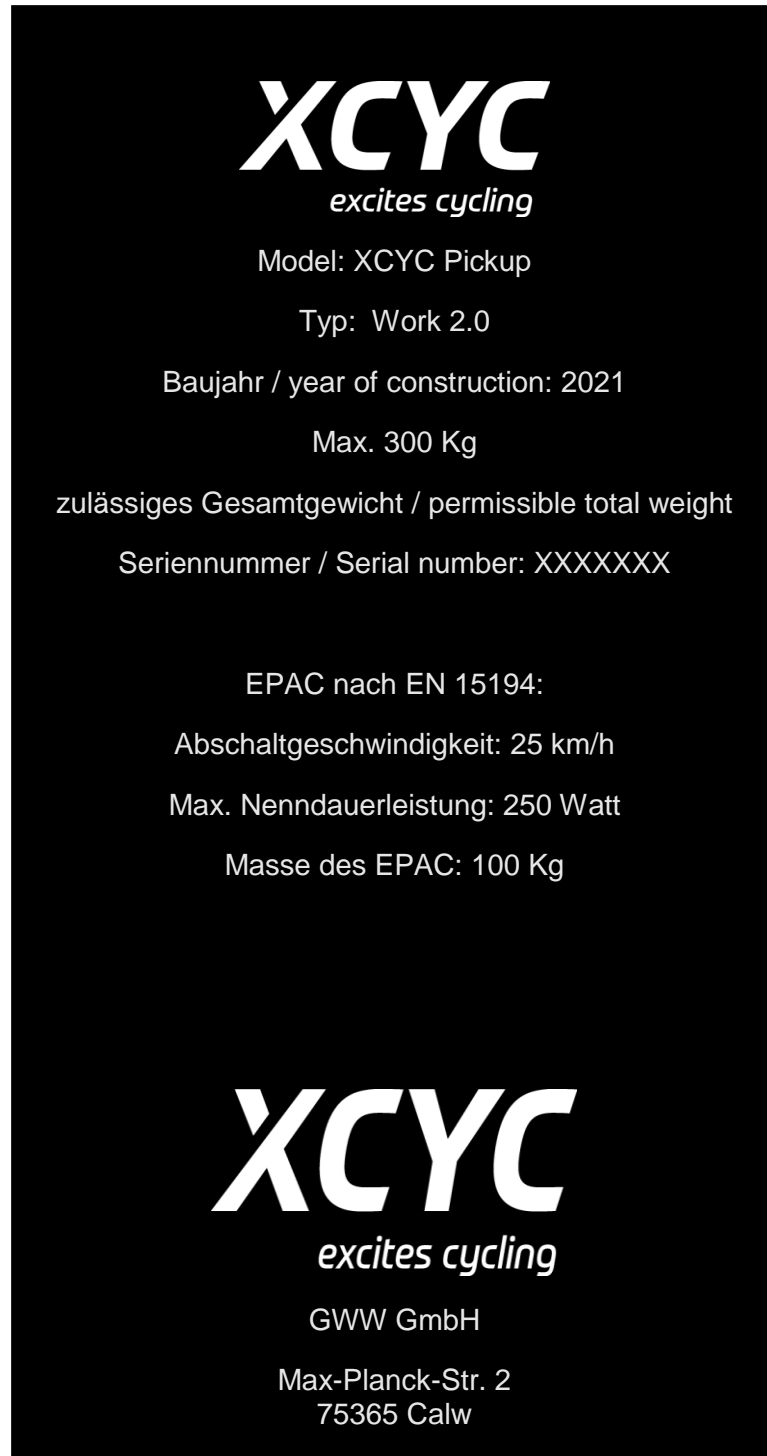 XCYC
excites cycling
Model: XCYC Pickup
Typ:  Work 2.0
Baujahr / year of construction: 2021
Max. 300 Kg
zulässiges Gesamtgewicht / permissible total weight
Seriennummer / Serial number: XXXXXXX
EPAC nach EN 15194:
Abschaltgeschwindigkeit: 25 km/h
Max. Nenndauerleistung: 250 Watt
Masse des EPAC: 100 Kg
XCYC
excites cycling
GWW GmbH
Max-Planck-Str. 2
75365 Calw